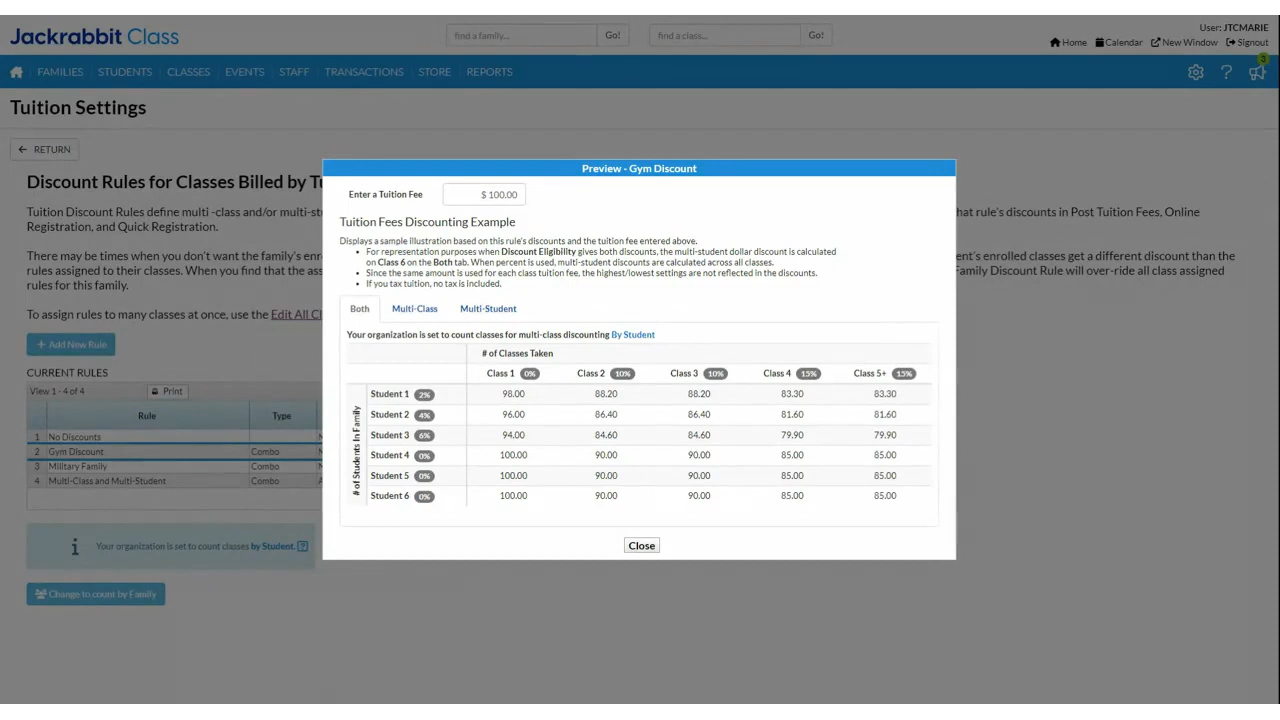 Jackrabbit Class
find a family...
Go!
find a class...
Go!
User: JTCMARIE
Home Calendar New Window Signout
FAMILIES STUDENTS CLASSES EVENTS STAFF TRANSACTIONS STORE REPORTS
5
Tuition Settings
RETURN
Discount Rules for Classes Billed by Tu
Tuition Discount Rules define multi -class and/or multi-st
hat rule's discounts in Post Tuition Fees, Online
Registration, and Quick Registration.
There may be times when you don't want the family's enr
ent's enrolled classes get a different discount than the
rules assigned to their classes. When you find that the ass
Family Discount Rule will over-ride all class assigned
rules for this family.
To assign rules to many classes at once, use the Edit All Cl
+ Add New Rule
CURRENT RULES
View 1 - 4 of 4
Print
Rule Type
1 No Discounts
2 Gym Discount Combo
3 Military Family Combo
4 Multi-Class and Multi-Student Combo
i Your organization is set to count classes by Student. ?
Change to count by Family
Preview - Gym Discount
Enter a Tuition Fee $ 100.00
Tuition Fees Discounting Example
Displays a sample illustration based on this rule's discounts and the tuition fee entered above.
• For representation purposes when Discount Eligibility gives both discounts, the multi-student dollar discount is calculated
on Class 6 on the Both tab. When percent is used, multi-student discounts are calculated across all classes.
• Since the same amount is used for each class tuition fee, the highest/lowest settings are not reflected in the discounts.
• If you tax tuition, no tax is included.
Both Multi-Class Multi-Student
Your organization is set to count classes for multi-class discounting By Student
# of Classes Taken
Class 1 0% Class 2 10% Class 3 10% Class 4 15% Class 5+ 15%
# of Students In Family
Student 1 2% 98.00 88.20 88.20 83.30 83.30
Student 2 4% 96.00 86.40 86.40 81.60 81.60
Student 3 6% 94.00 84.60 84.60 79.90 79.90
Student 4 0% 100.00 90.00 90.00 85.00 85.00
Student 5 0% 100.00 90.00 90.00 85.00 85.00
Student 6 0% 100.00 90.00 90.00 85.00 85.00
Close